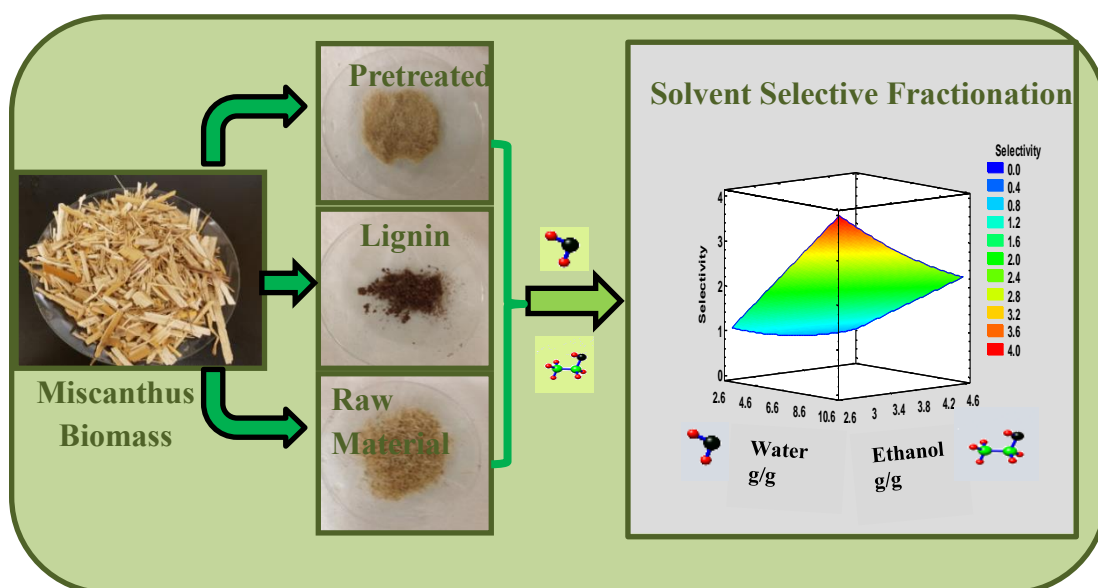 Miscanthus
Biomass
Pretreated
Lignin
Raw
Material
Solvent Selective Fractionation
Selectivity
0.0
0.4
0.8
1.2
1.6
2.0
2.4
2.8
3.2
3.6
4.0
Selectivity
4
3
2
1
0
2.6 4.6 6.6 8.6 10.6
2.6 3 3.4 3.8 4.2 4.6
Water
g/g
Ethanol
g/g